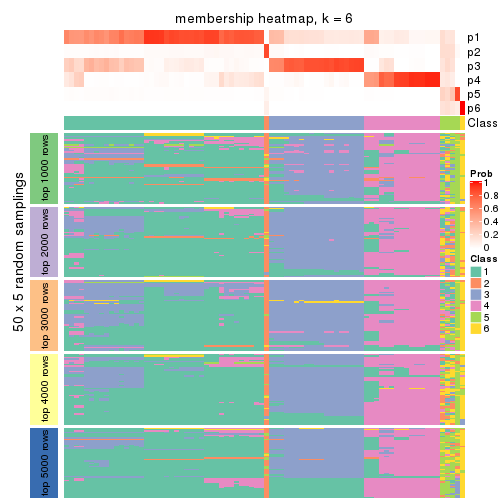 membership heatmap, k = 6
p1
p2
p3
p4
p5
p6
Class
50 x 5 random samplings
top 1000 rows
top 2000 rows
top 3000 rows
top 4000 rows
top 5000 rows
Prob
1
0.8
0.6
0.4
0.2
0
Class
1
2
3
4
5
6